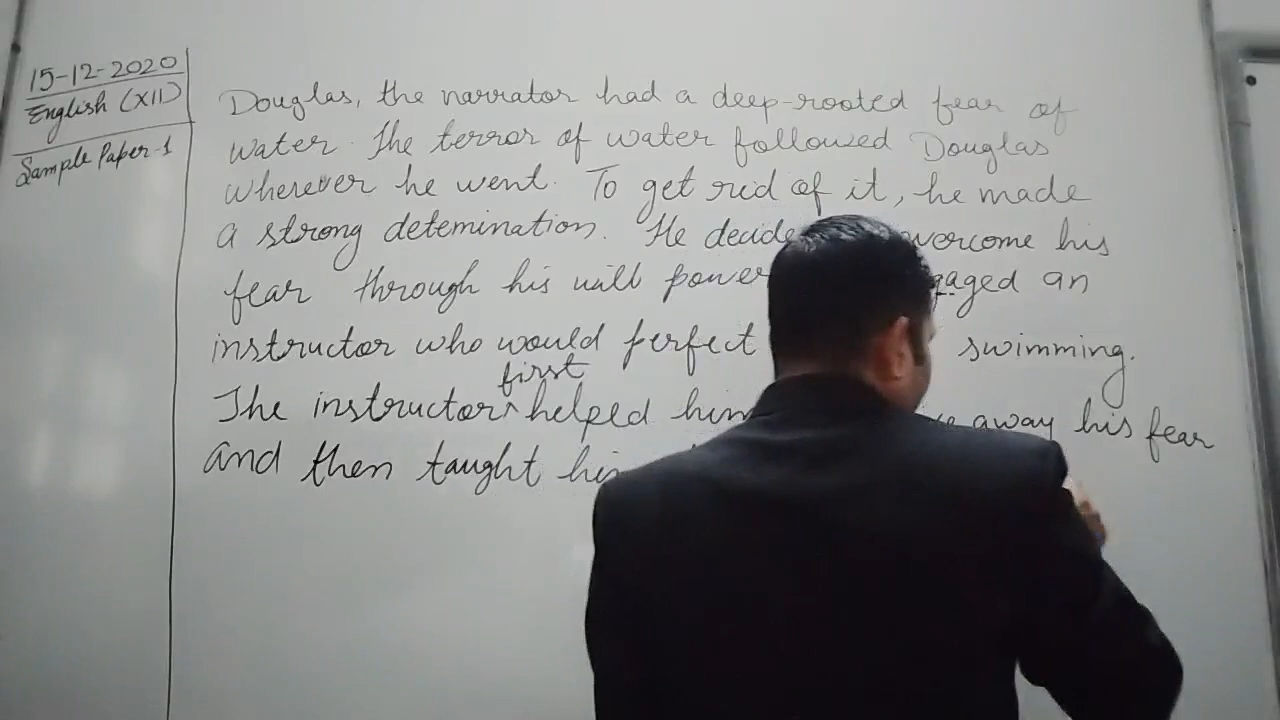 15-12-2020
English (XII)
Sample Paper-1
Douglas, the narrator had a deep-rooted fear of
water. The terror of water followed Douglas
wherever he went. To get rid of it, he made
a strong detemination. He decide vercome his
fear through his will power gaged an
instructor who would perfect swimming.
first
The instructor^ helped him away his fear
and then taught